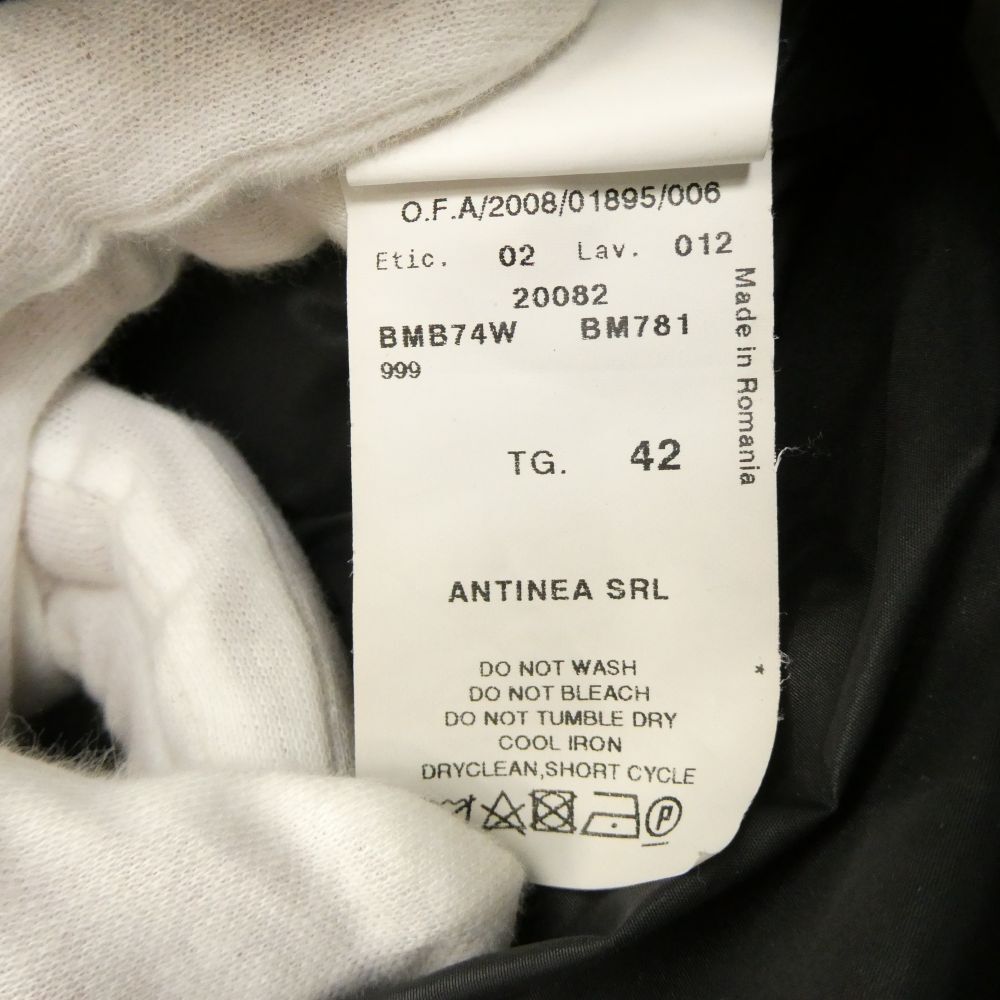 O.F.A/2008/01895/006
Etic. 02 Lav. 012
20082
BMB74W BM781
999
Made in Romania
TG. 42
ANTINEA SRL
DO NOT WASH
DO NOT BLEACH
DO NOT TUMBLE DRY
COOL IRON
DRYCLEAN,SHORT CYCLE
P